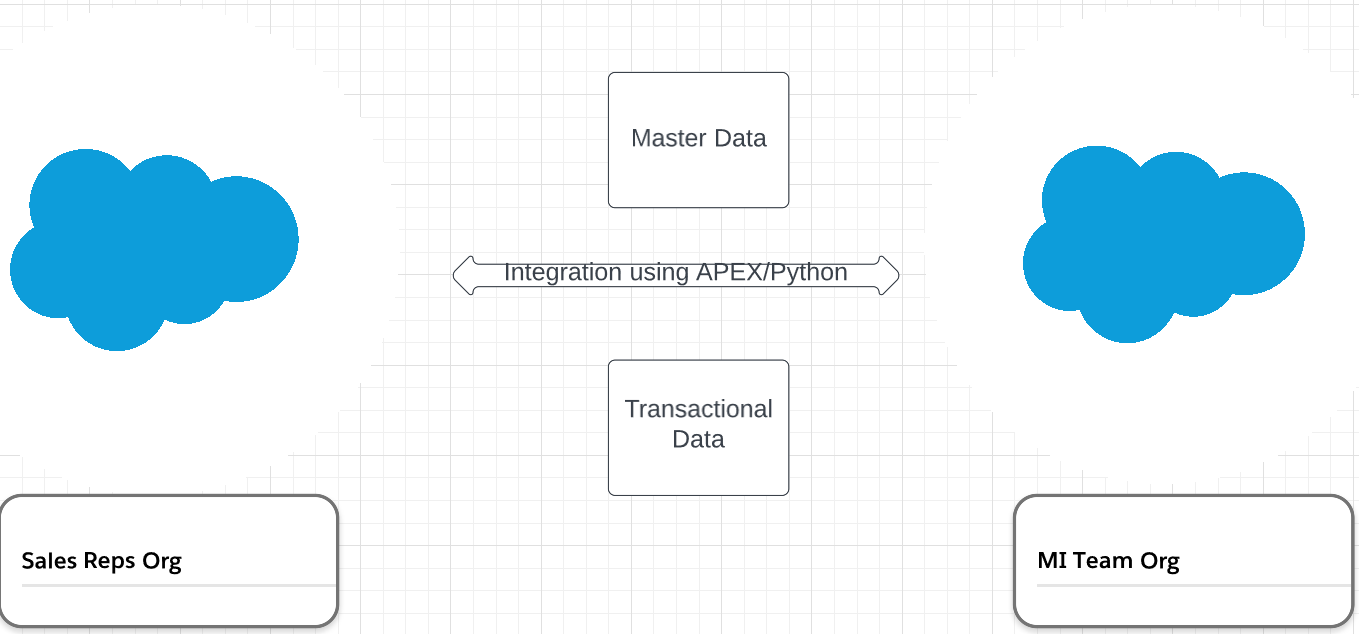 Master Data
Integration using APEX/Python
Transactional
Data
Sales Reps Org
MI Team Org